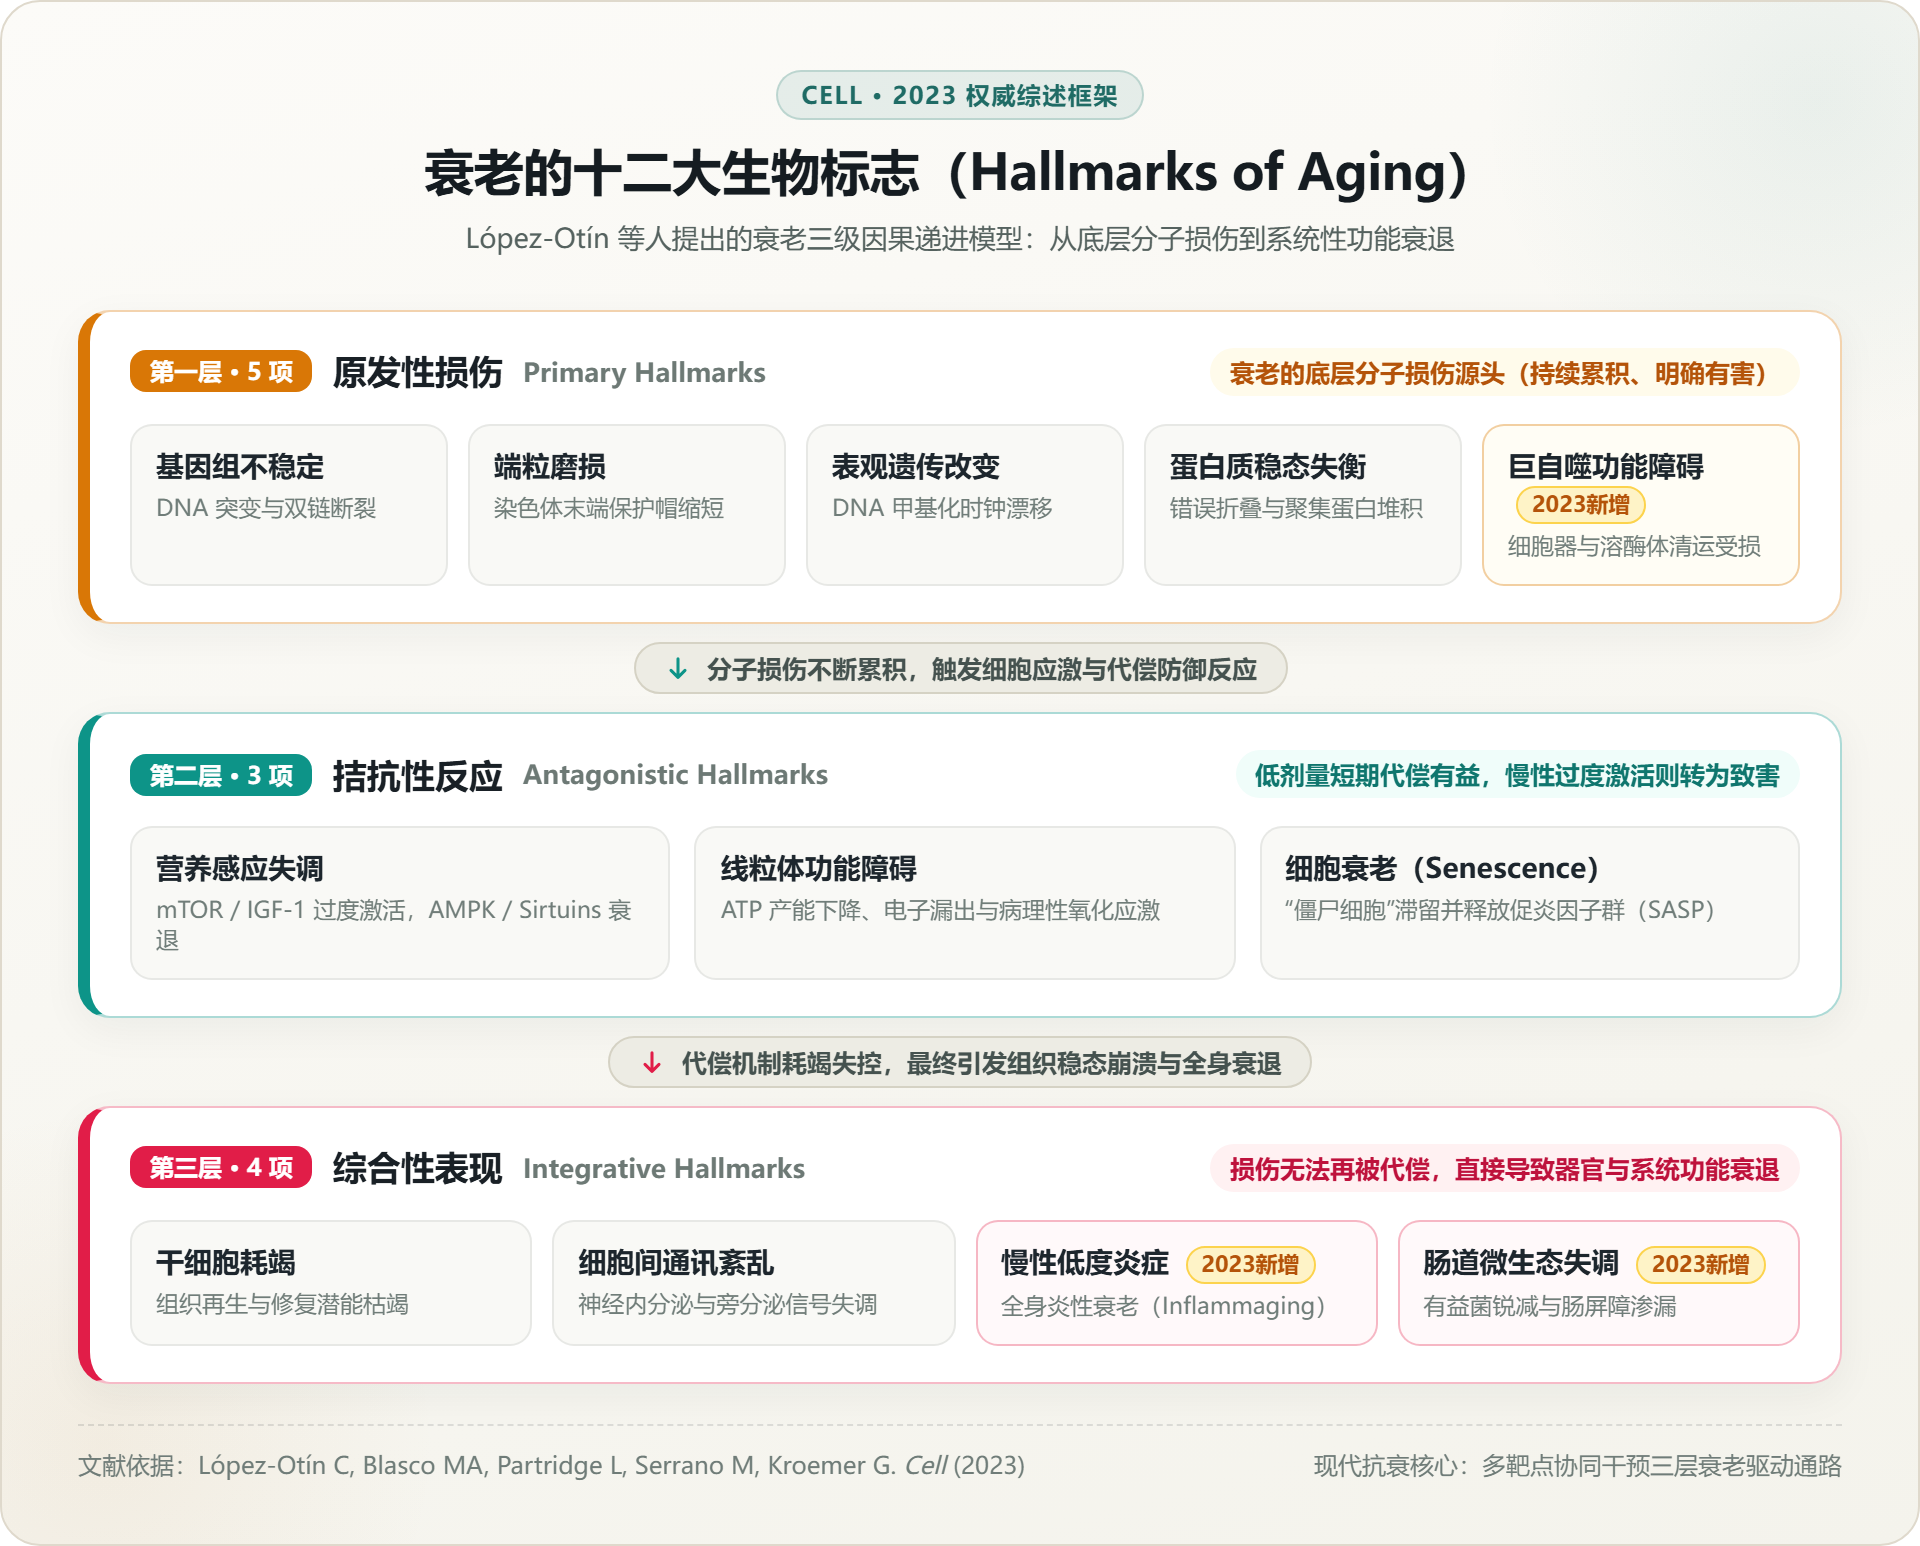 CELL • 2023 权威综述框架
衰老的十二大生物标志（Hallmarks of Aging）
López-Otín 等人提出的衰老三级因果递进模型：从底层分子损伤到系统性功能衰退
第一层 • 5 项 原发性损伤 Primary Hallmarks 衰老的底层分子损伤源头（持续累积、明确有害）
基因组不稳定
DNA 突变与双链断裂
端粒磨损
染色体末端保护帽缩短
表观遗传改变
DNA 甲基化时钟漂移
蛋白质稳态失衡
错误折叠与聚集蛋白堆积
巨自噬功能障碍
2023新增
细胞器与溶酶体清运受损
↓ 分子损伤不断累积，触发细胞应激与代偿防御反应
第二层 • 3 项 拮抗性反应 Antagonistic Hallmarks 低剂量短期代偿有益，慢性过度激活则转为致害
营养感应失调
mTOR / IGF-1 过度激活，AMPK / Sirtuins 衰
退
线粒体功能障碍
ATP 产能下降、电子漏出与病理性氧化应激
细胞衰老（Senescence）
“僵尸细胞”滞留并释放促炎因子群（SASP）
↓ 代偿机制耗竭失控，最终引发组织稳态崩溃与全身衰退
第三层 • 4 项 综合性表现 Integrative Hallmarks 损伤无法再被代偿，直接导致器官与系统功能衰退
干细胞耗竭
组织再生与修复潜能枯竭
细胞间通讯紊乱
神经内分泌与旁分泌信号失调
慢性低度炎症 2023新增
全身炎性衰老（Inflammaging）
肠道微生态失调 2023新增
有益菌锐减与肠屏障渗漏
文献依据：López-Otín C, Blasco MA, Partridge L, Serrano M, Kroemer G. Cell (2023)
现代抗衰核心：多靶点协同干预三层衰老驱动通路